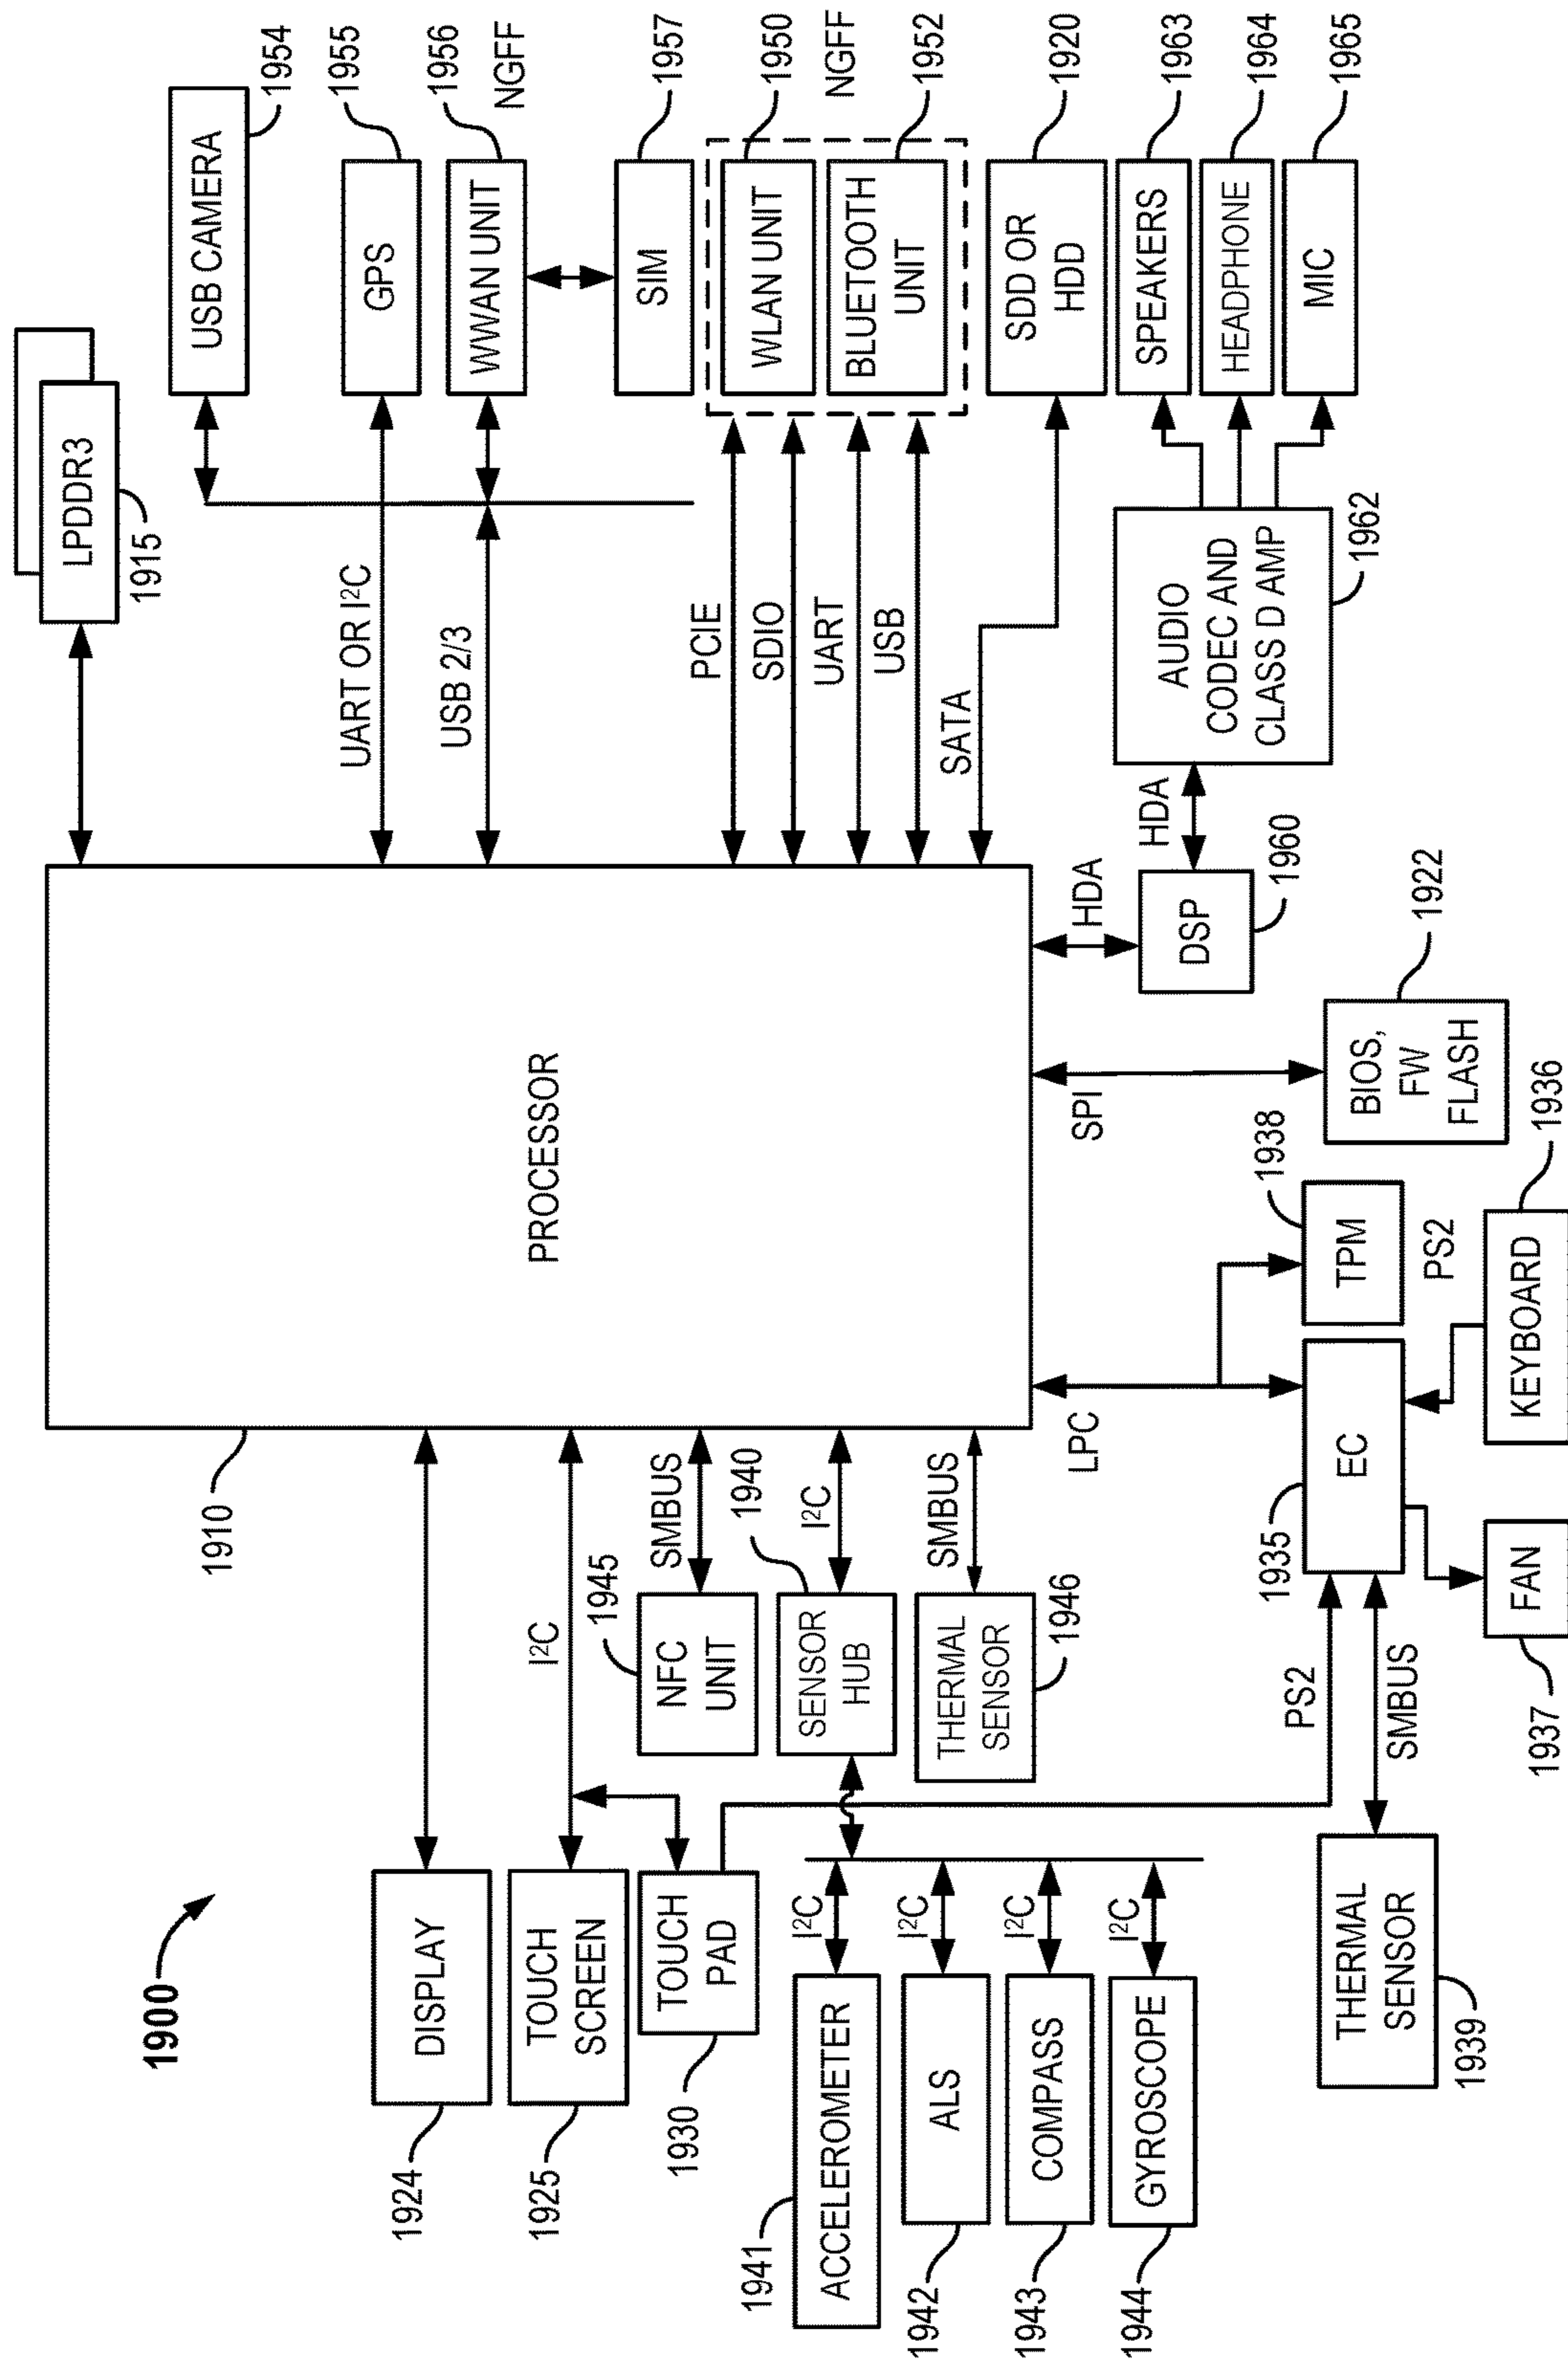 1900
LPDDR3
1915
USB CAMERA
1954
GPS
1955
UART OR I²C
WWAN UNIT
1956
NGFF
USB 2/3
SIM
1957
WLAN UNIT
1950
NGFF
BLUETOOTH
UNIT
1952
PCIE
SDIO
UART
USB
SDD OR
HDD
1920
SATA
SPEAKERS
1963
HEADPHONE
1964
MIC
1965
AUDIO
CODEC AND
CLASS D AMP
1962
HDA
HDA
DSP
1960
PROCESSOR
1910
DISPLAY
1924
TOUCH
SCREEN
1925
I²C
TOUCH
PAD
1930
NFC
UNIT
1945
SMBUS
SENSOR
HUB
1940
I²C
THERMAL
SENSOR
1946
SMBUS
ACCELEROMETER
1941
I²C
ALS
1942
I²C
COMPASS
1943
I²C
GYROSCOPE
1944
I²C
LPC
SPI
BIOS,
FW
FLASH
1922
TPM
1938
EC
1935
PS2
KEYBOARD
1936
FAN
1937
PS2
SMBUS
THERMAL
SENSOR
1939